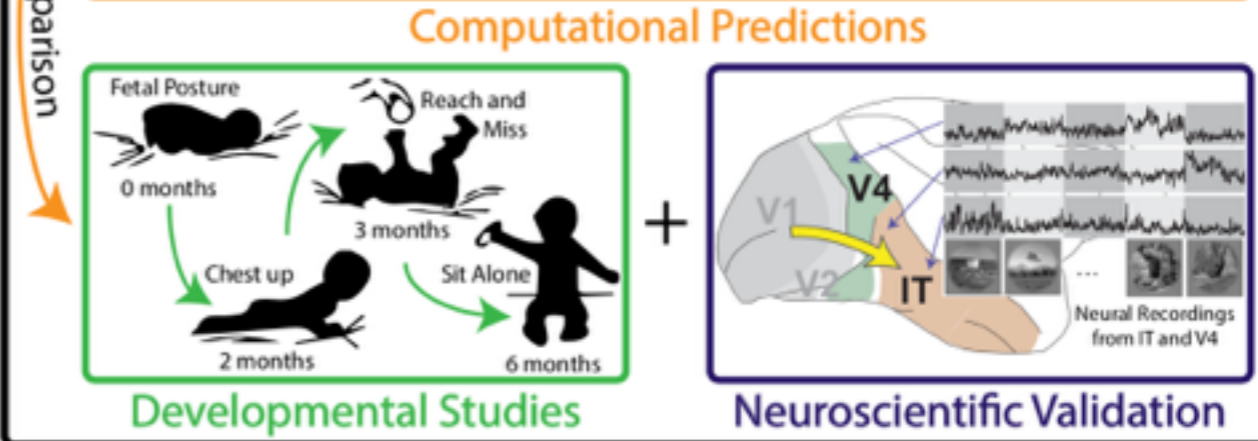 parison
Computational Predictions
Fetal Posture
0 months
Reach and
Miss
3 months
Chest up
2 months
Sit Alone
6 months
Developmental Studies
+
V1
V2
V4
IT
...
Neural Recordings
from IT and V4
Neuroscientific Validation